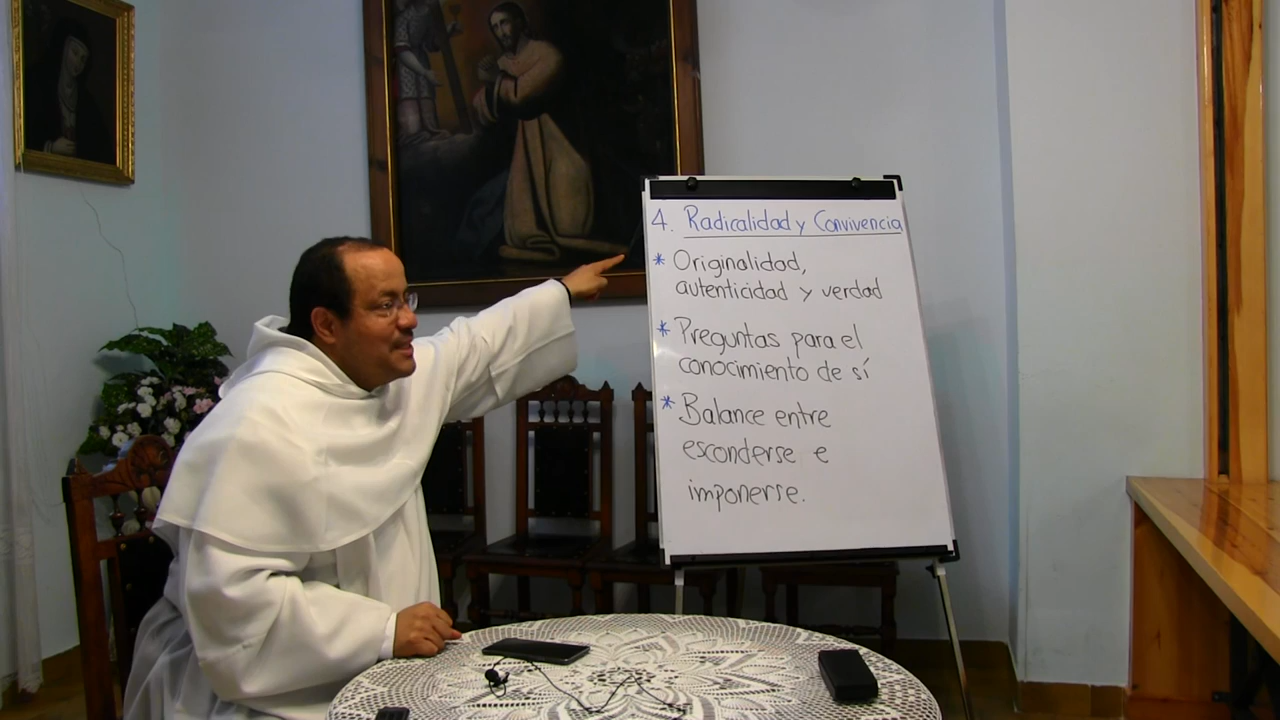 4. Radicalidad y Convivencia
* Originalidad,
autenticidad y verdad
* Preguntas para el
conocimiento de sí
* Balance entre
esconderse e
imponerse.